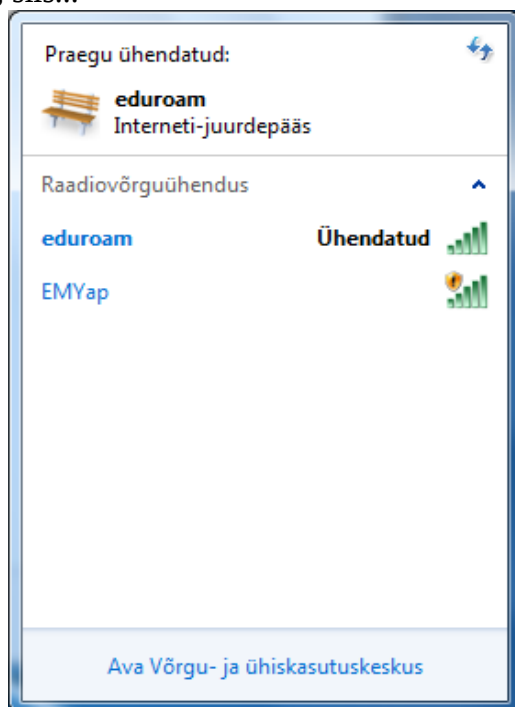 Praegu ühendatud:
eduroam
Interneti-juurdepääs
Raadiovõrguühendus
eduroam Ühendatud
EMYap
Ava Võrgu- ja ühiskasutuskeskus